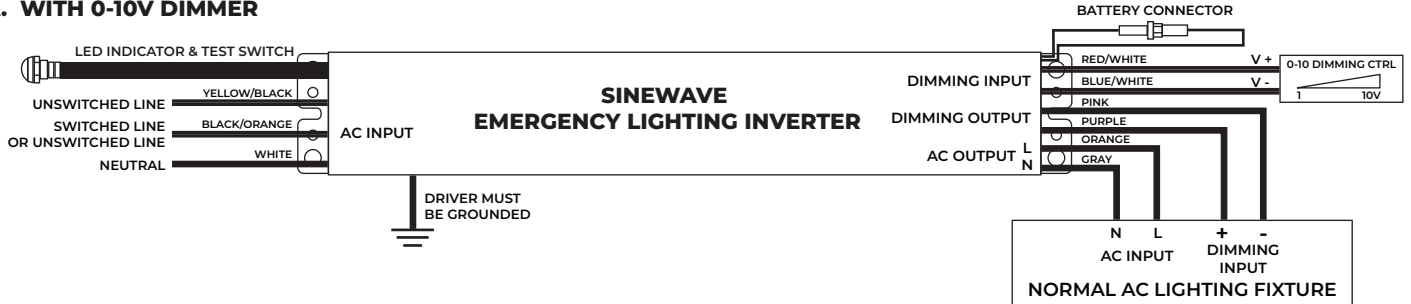 . WITH 0-10V DIMMER
BATTERY CONNECTOR
LED INDICATOR & TEST SWITCH
YELLOW/BLACK
UNSWITCHED LINE
BLACK/ORANGE
SWITCHED LINE
OR UNSWITCHED LINE
WHITE
NEUTRAL
AC INPUT
SINEWAVE
EMERGENCY LIGHTING INVERTER
DRIVER MUST
BE GROUNDED
DIMMING INPUT
DIMMING OUTPUT
AC OUTPUT L
N
RED/WHITE
BLUE/WHITE
PINK
PURPLE
ORANGE
GRAY
V +
V -
0-10 DIMMING CTRL
1 10V
N L + -
AC INPUT
DIMMING
INPUT
NORMAL AC LIGHTING FIXTURE